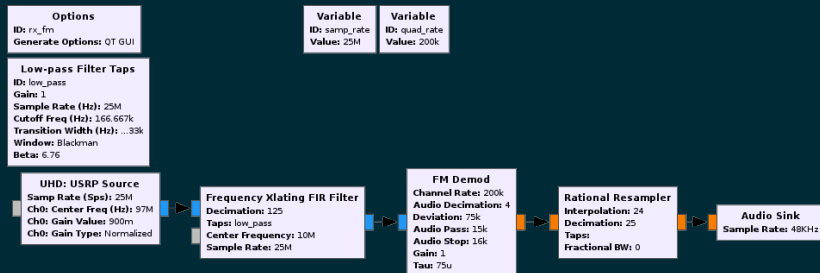 Options
ID: rx_fm
Generate Options: QT GUI
Variable
ID: samp_rate
Value: 25M
Variable
ID: quad_rate
Value: 200k
Low-pass Filter Taps
ID: low_pass
Gain: 1
Sample Rate (Hz): 25M
Cutoff Freq (Hz): 166.667k
Transition Width (Hz): ...33k
Window: Blackman
Beta: 6.76
UHD: USRP Source
Samp Rate (Sps): 25M
Ch0: Center Freq (Hz): 97M
Ch0: Gain Value: 900m
Ch0: Gain Type: Normalized
Frequency Xlating FIR Filter
Decimation: 125
Taps: low_pass
Center Frequency: 10M
Sample Rate: 25M
FM Demod
Channel Rate: 200k
Audio Decimation: 4
Deviation: 75k
Audio Pass: 15k
Audio Stop: 16k
Gain: 1
Tau: 75u
Rational Resampler
Interpolation: 24
Decimation: 25
Taps:
Fractional BW: 0
Audio Sink
Sample Rate: 48KHz